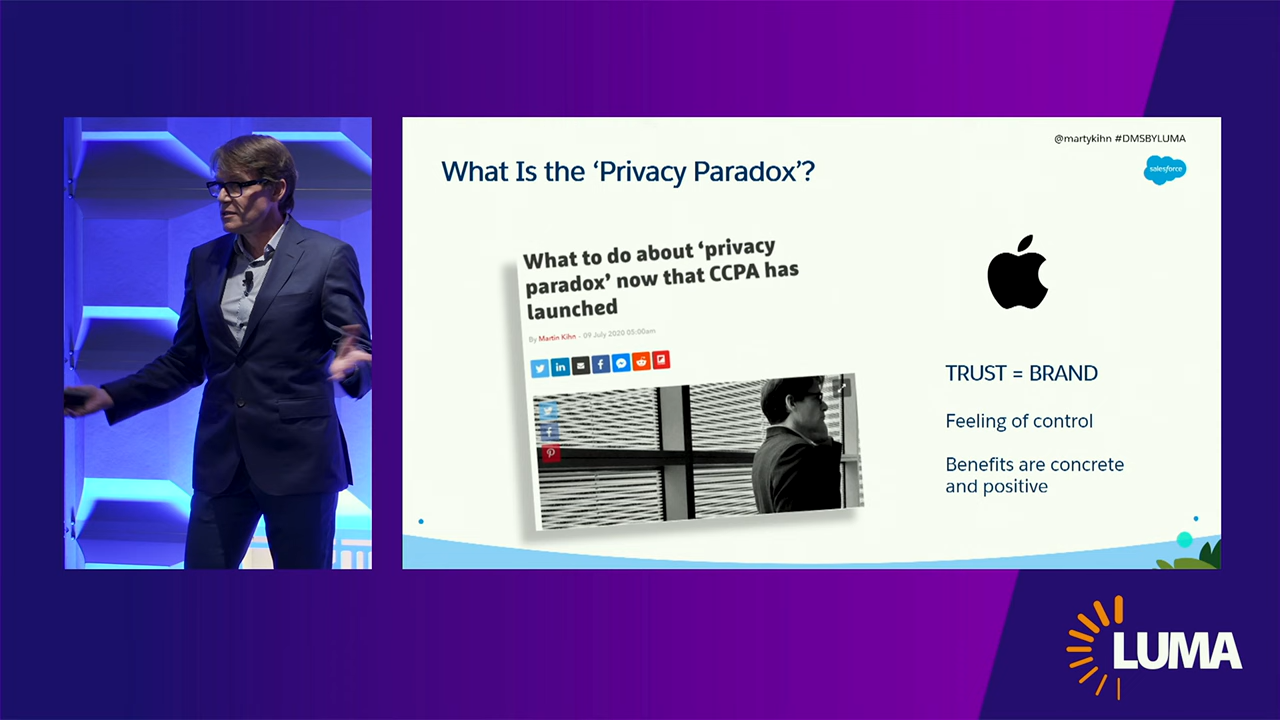 @martykihn #DMSBYLUMA
What Is the ‘Privacy Paradox’?
salesforce
What to do about ‘privacy
paradox’ now that CCPA has
launched
By Martin Kihn - 09 July 2020 05:00am
TRUST = BRAND
Feeling of control
Benefits are concrete
and positive
LUMA